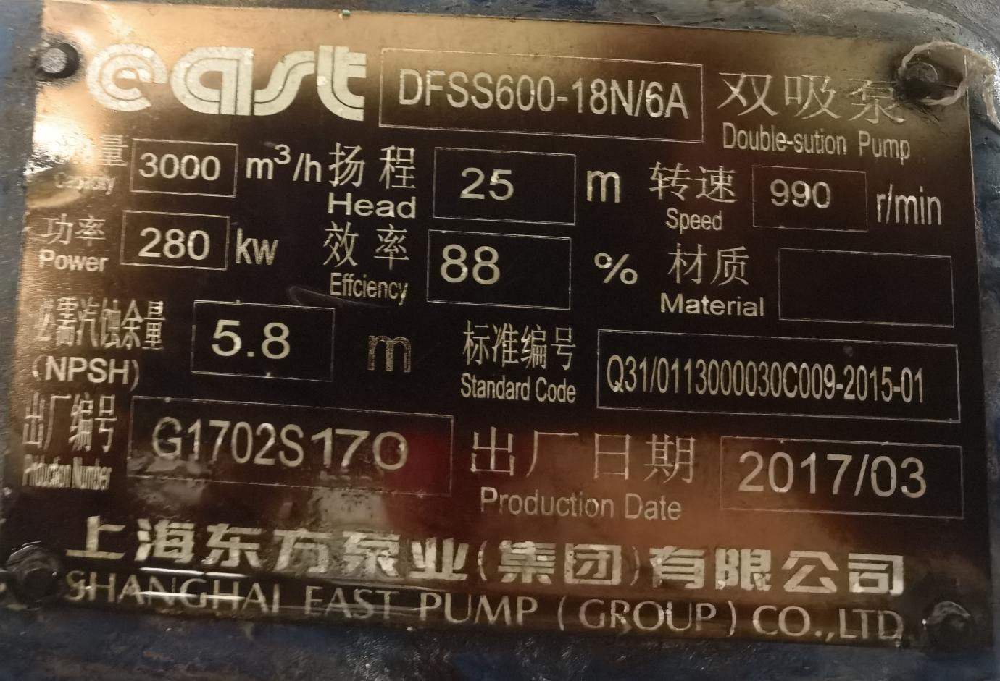 east DFSS600-18N/6A 双吸泵
Double-sution Pump
量 3000 m³/h 扬程 25 m 转速 990 r/min
Capacity Head Speed
功率 280 kw 效率 88 % 材质
Power Effciency Material
必需汽蚀余量 5.8 m 标准编号 Q31/0113000030C009-2015-01
(NPSH) Standard Code
出厂编号 G1702S170 出厂日期 2017/03
Production Number Production Date
上海东方泵业(集团)有限公司
SHANGHAI EAST PUMP (GROUP) CO.,LTD